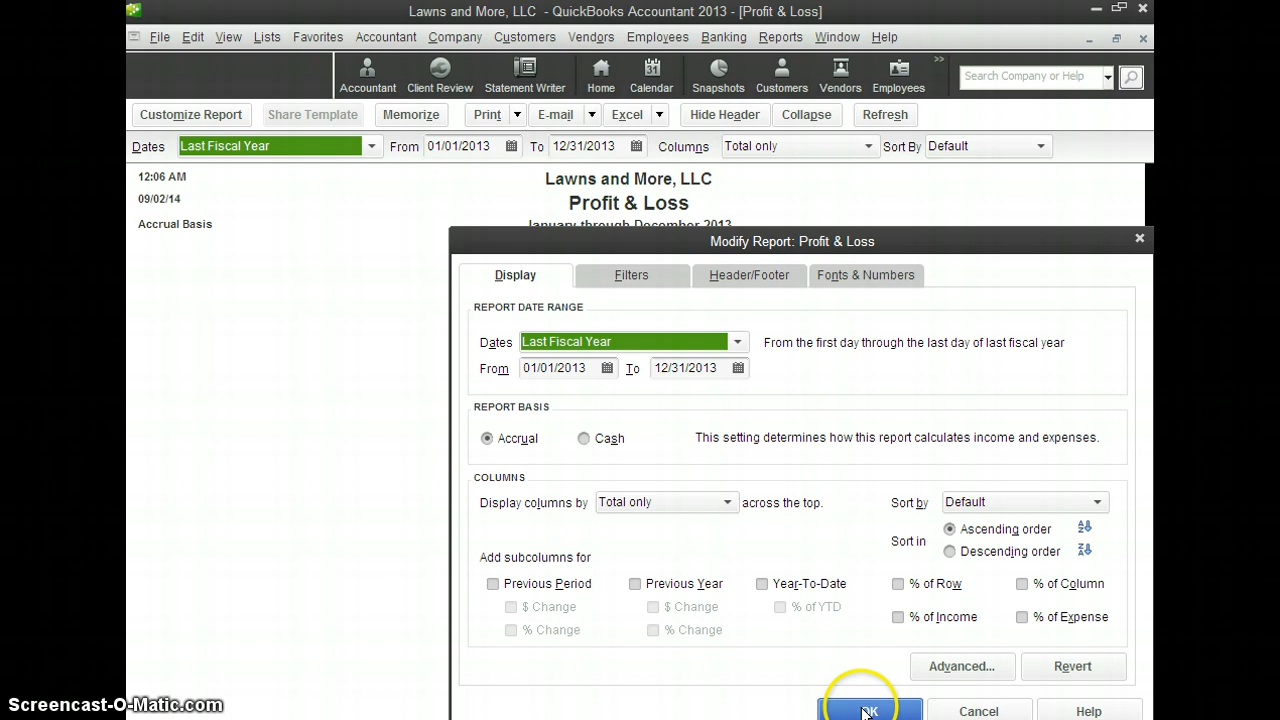 Lawns and More, LLC - QuickBooks Accountant 2013 - [Profit & Loss]
File Edit View Lists Favorites Accountant Company Customers Vendors Employees Banking Reports Window Help
Accountant Client Review Statement Writer Home Calendar Snapshots Customers Vendors Employees >> Search Company or Help
Customize Report Share Template Memorize Print E-mail Excel Hide Header Collapse Refresh
Dates Last Fiscal Year From 01/01/2013 To 12/31/2013 Columns Total only Sort By Default
12:06 AM
09/02/14
Accrual Basis
Lawns and More, LLC
Profit & Loss
January through December 2013
Modify Report: Profit & Loss
Display Filters Header/Footer Fonts & Numbers
REPORT DATE RANGE
Dates Last Fiscal Year From the first day through the last day of last fiscal year
From 01/01/2013 To 12/31/2013
REPORT BASIS
Accrual Cash This setting determines how this report calculates income and expenses.
COLUMNS
Display columns by Total only across the top. Sort by Default
Sort in Ascending order
Descending order
Add subcolumns for
Previous Period Previous Year Year-To-Date % of Row % of Column
$ Change $ Change % of YTD
% Change % Change % of Income % of Expense
Advanced... Revert
OK Cancel Help
Screencast-O-Matic.com